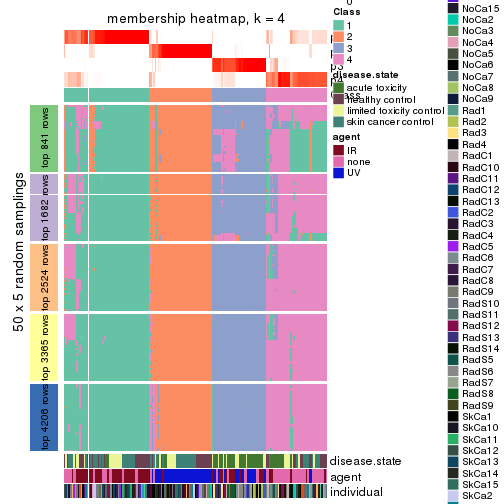 membership heatmap, k = 4
50 x 5 random samplings
top 841 rows
top 1682 rows
top 2524 rows
top 3365 rows
top 4206 rows
disease.state
agent
individual
0
Class
1
2
3
4
disease.state
acute toxicity
healthy control
limited toxicity control
skin cancer control
agent
IR
none
UV
NoCa15
NoCa2
NoCa3
NoCa4
NoCa5
NoCa6
NoCa7
NoCa8
NoCa9
Rad1
Rad2
Rad3
Rad4
RadC1
RadC10
RadC11
RadC12
RadC13
RadC2
RadC3
RadC4
RadC5
RadC6
RadC7
RadC8
RadC9
RadS10
RadS11
RadS12
RadS13
RadS14
RadS5
RadS6
RadS7
RadS8
RadS9
SkCa1
SkCa10
SkCa11
SkCa12
SkCa13
SkCa14
SkCa15
SkCa2